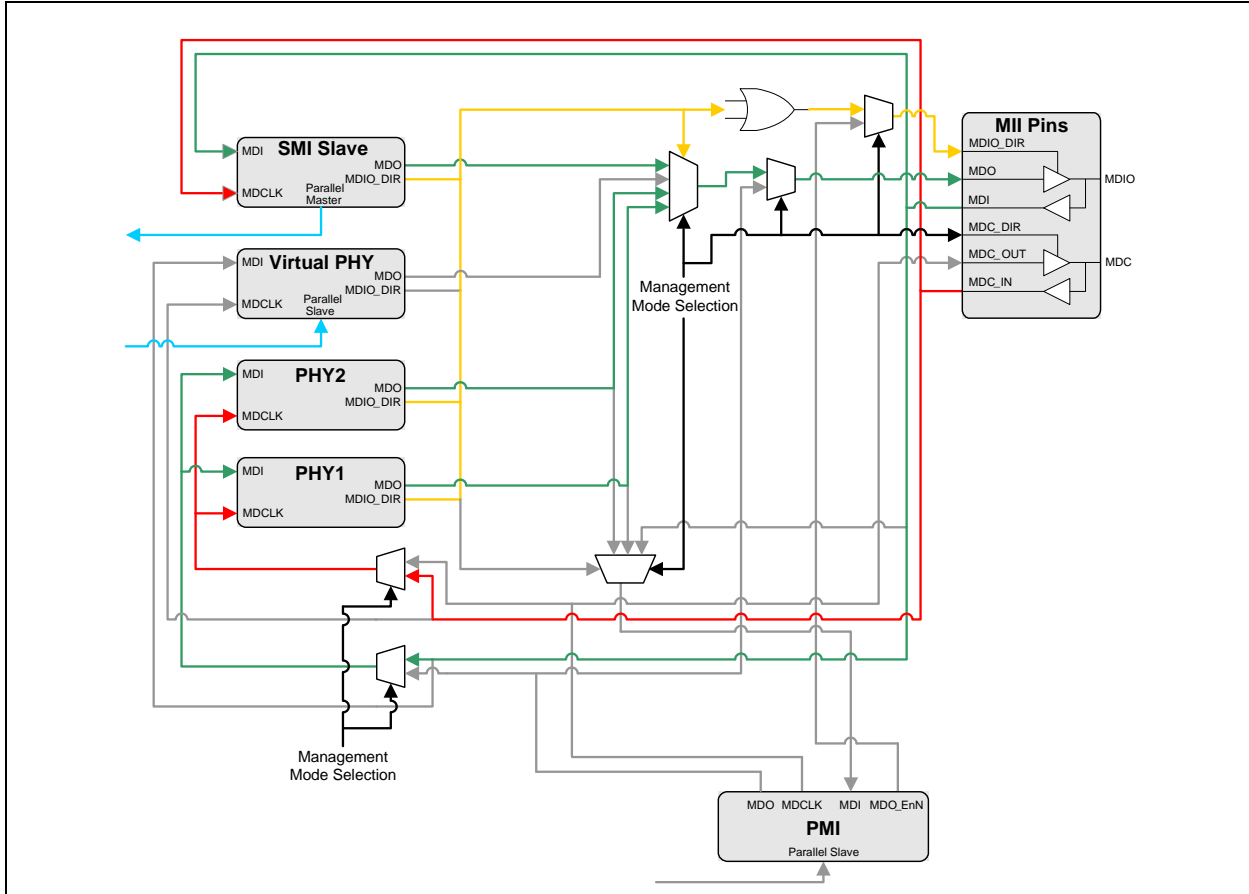 SMI Slave
MDI
MDCLK
MDO
MDIO_DIR
Parallel
Master
Virtual PHY
MDI
MDCLK
MDO
MDIO_DIR
Parallel
Slave
PHY2
MDI
MDCLK
MDO
MDIO_DIR
PHY1
MDI
MDCLK
MDO
MDIO_DIR
Management
Mode Selection
MII Pins
MDIO_DIR
MDO
MDI
MDC_DIR
MDC_OUT
MDC_IN
MDIO
MDC
Management
Mode Selection
MDO
MDCLK
MDI
MDO_EnN
PMI
Parallel Slave